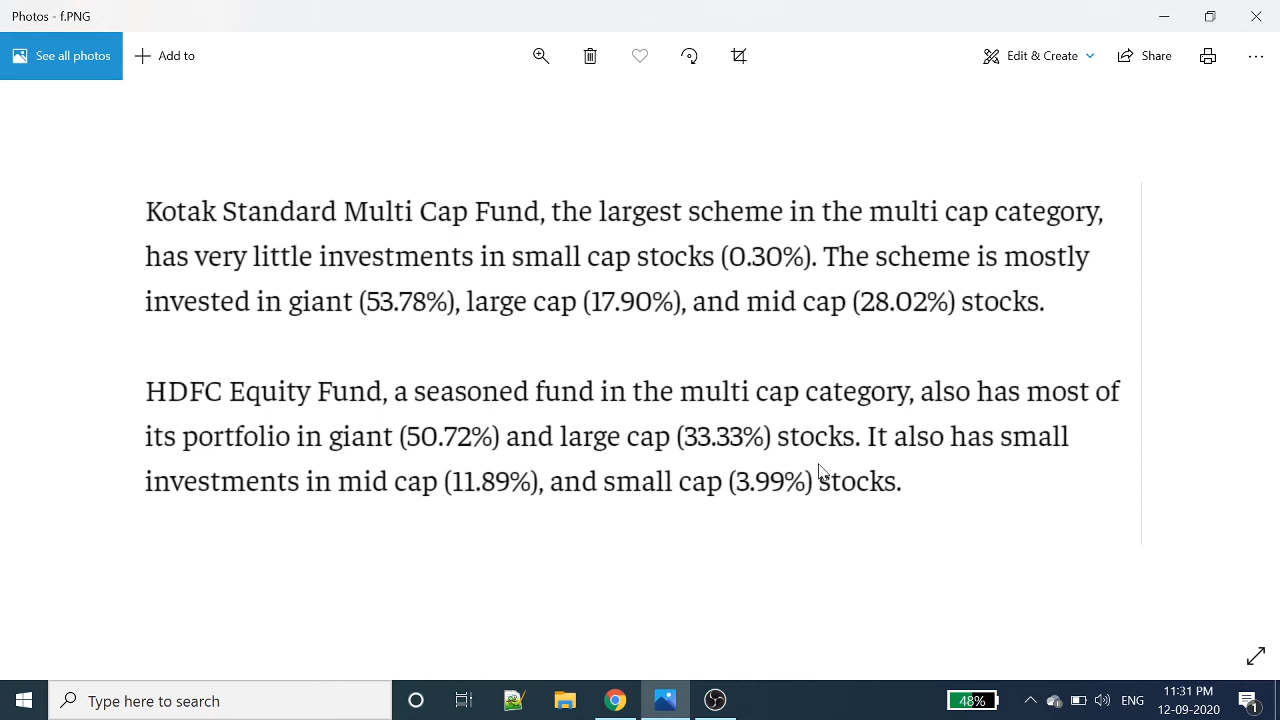 Photos - f.PNG
See all photos
Add to
Edit & Create
Share
Kotak Standard Multi Cap Fund, the largest scheme in the multi cap category,
has very little investments in small cap stocks (0.30%). The scheme is mostly
invested in giant (53.78%), large cap (17.90%), and mid cap (28.02%) stocks.
HDFC Equity Fund, a seasoned fund in the multi cap category, also has most of
its portfolio in giant (50.72%) and large cap (33.33%) stocks. It also has small
investments in mid cap (11.89%), and small cap (3.99%) stocks.
Type here to search
48%
ENG
11:31 PM
12-09-2020
1